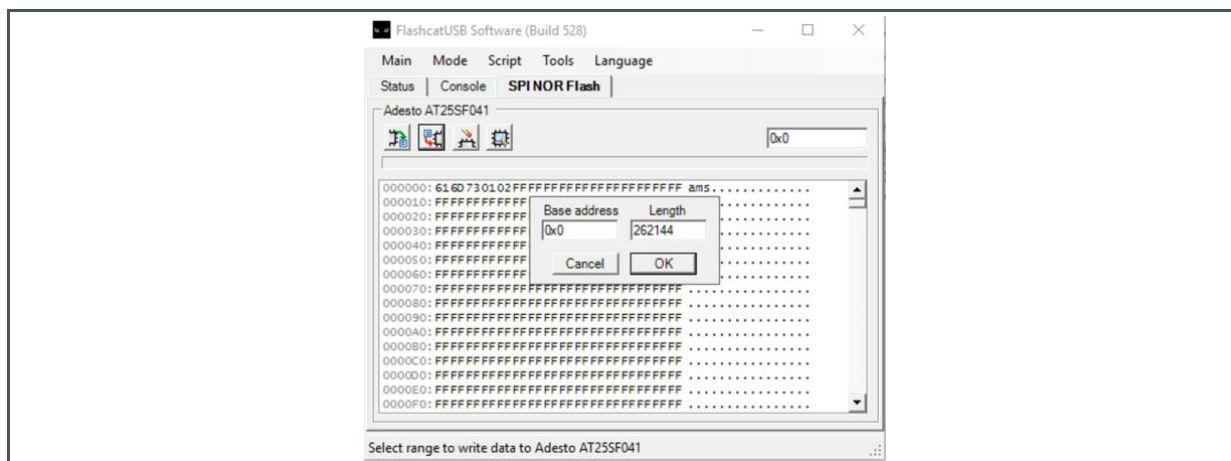 FlashcatUSB Software (Build 528)
Main Mode Script Tools Language
Status Console SPI NOR Flash
Adesto AT25SF041
0x0
000000: 616D730102FFFFFFFFFFFFFFFFFFFFFF ams.............
000010: FFFFFFFFFFFF
000020: FFFFFFFFFFFF
000030: FFFFFFFFFFFF
000040: FFFFFFFFFFFF
000050: FFFFFFFFFFFF
000060: FFFFFFFFFFFF
Base address Length
0x0 262144
Cancel OK
000070: FFFFFFFFFFFFFFFFFFFFFFFFFFFFFFFF ................
000080: FFFFFFFFFFFFFFFFFFFFFFFFFFFFFFFF ................
000090: FFFFFFFFFFFFFFFFFFFFFFFFFFFFFFFF ................
0000A0: FFFFFFFFFFFFFFFFFFFFFFFFFFFFFFFF ................
0000B0: FFFFFFFFFFFFFFFFFFFFFFFFFFFFFFFF ................
0000C0: FFFFFFFFFFFFFFFFFFFFFFFFFFFFFFFF ................
0000D0: FFFFFFFFFFFFFFFFFFFFFFFFFFFFFFFF ................
0000E0: FFFFFFFFFFFFFFFFFFFFFFFFFFFFFFFF ................
0000F0: FFFFFFFFFFFFFFFFFFFFFFFFFFFFFFFF ................
Select range to write data to Adesto AT25SF041